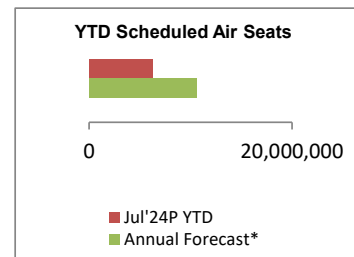 YTD Scheduled Air Seats
0 20,000,000
Jul'24P YTD
Annual Forecast*